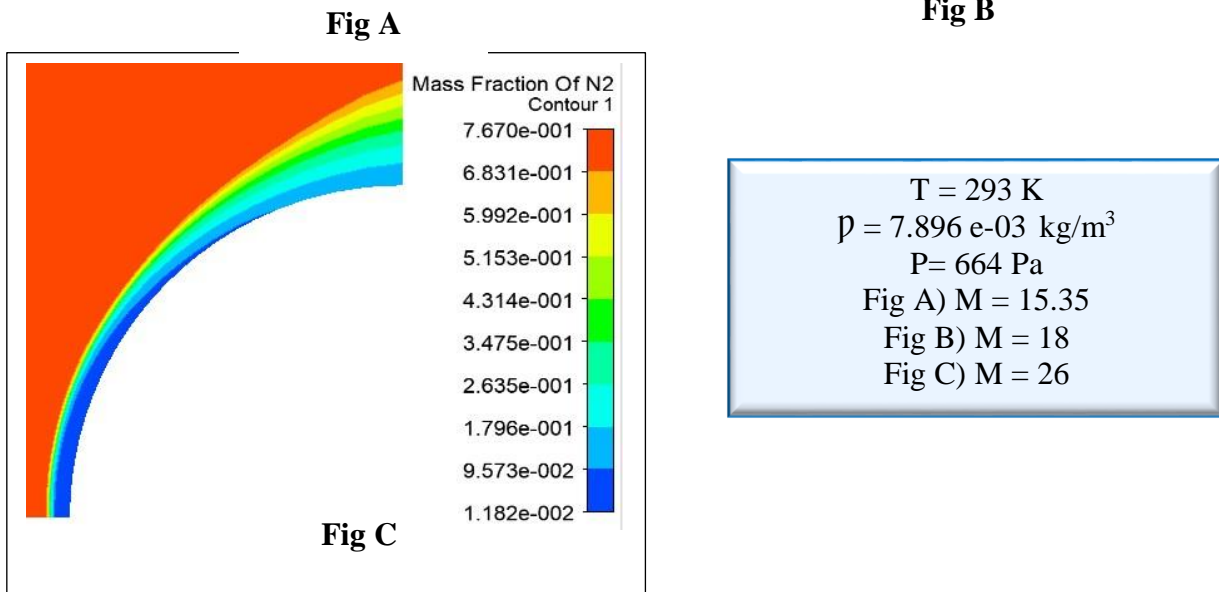 Fig A
Fig B
Mass Fraction Of N2
Contour 1
7.670e-001
6.831e-001
5.992e-001
5.153e-001
4.314e-001
3.475e-001
2.635e-001
1.796e-001
9.573e-002
1.182e-002
Fig C
T = 293 K
p = 7.896 e-03 kg/m³
P= 664 Pa
Fig A) M = 15.35
Fig B) M = 18
Fig C) M = 26